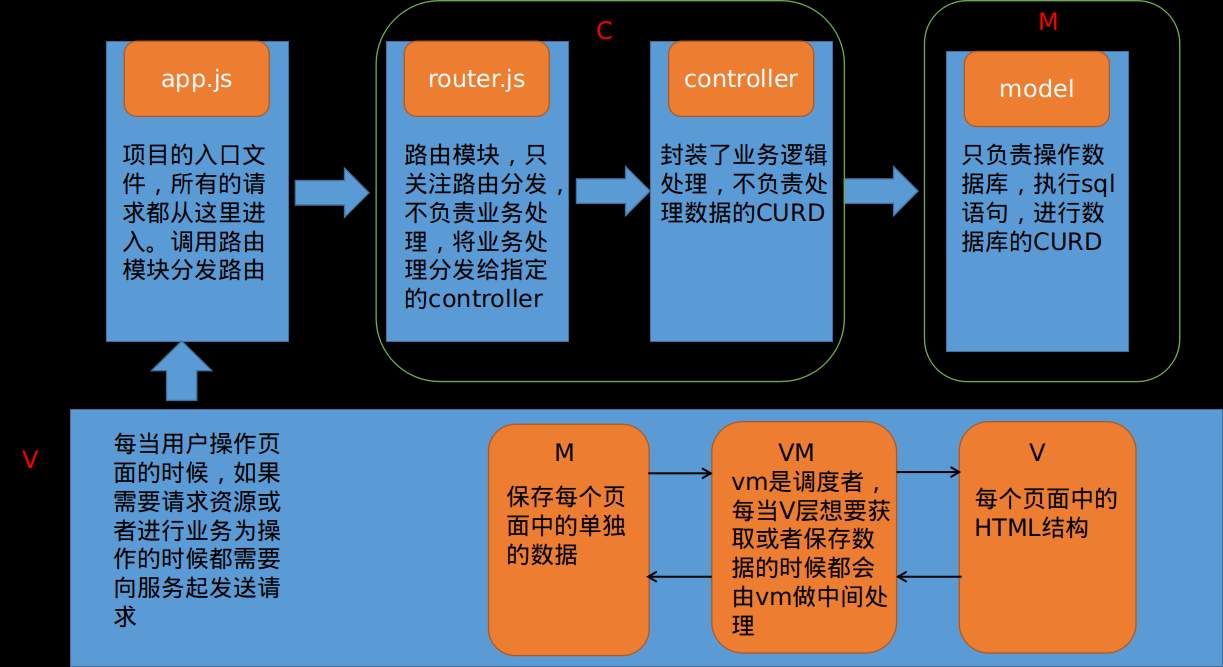 C
M
app.js
router.js
controller
model
项目的入口文
件，所有的请
求都从这里进
入。调用路由
模块分发路由
路由模块，只
关注路由分发，
不负责业务处
理，将业务处
理分发给指定
的controller
封装了业务逻辑
处理，不负责处
理数据的CURD
只负责操作数
据库，执行sql
语句，进行数
据库的CURD
V
每当用户操作页
面的时候，如果
需要请求资源或
者进行业务为操
作的时候都需要
向服务起发送请
求
M
保存每个页
面中的单独
的数据
VM
vm是调度者，
每当V层想要获
取或者保存数
据的时候都会
由vm做中间处
理
V
每个页面中的
HTML结构